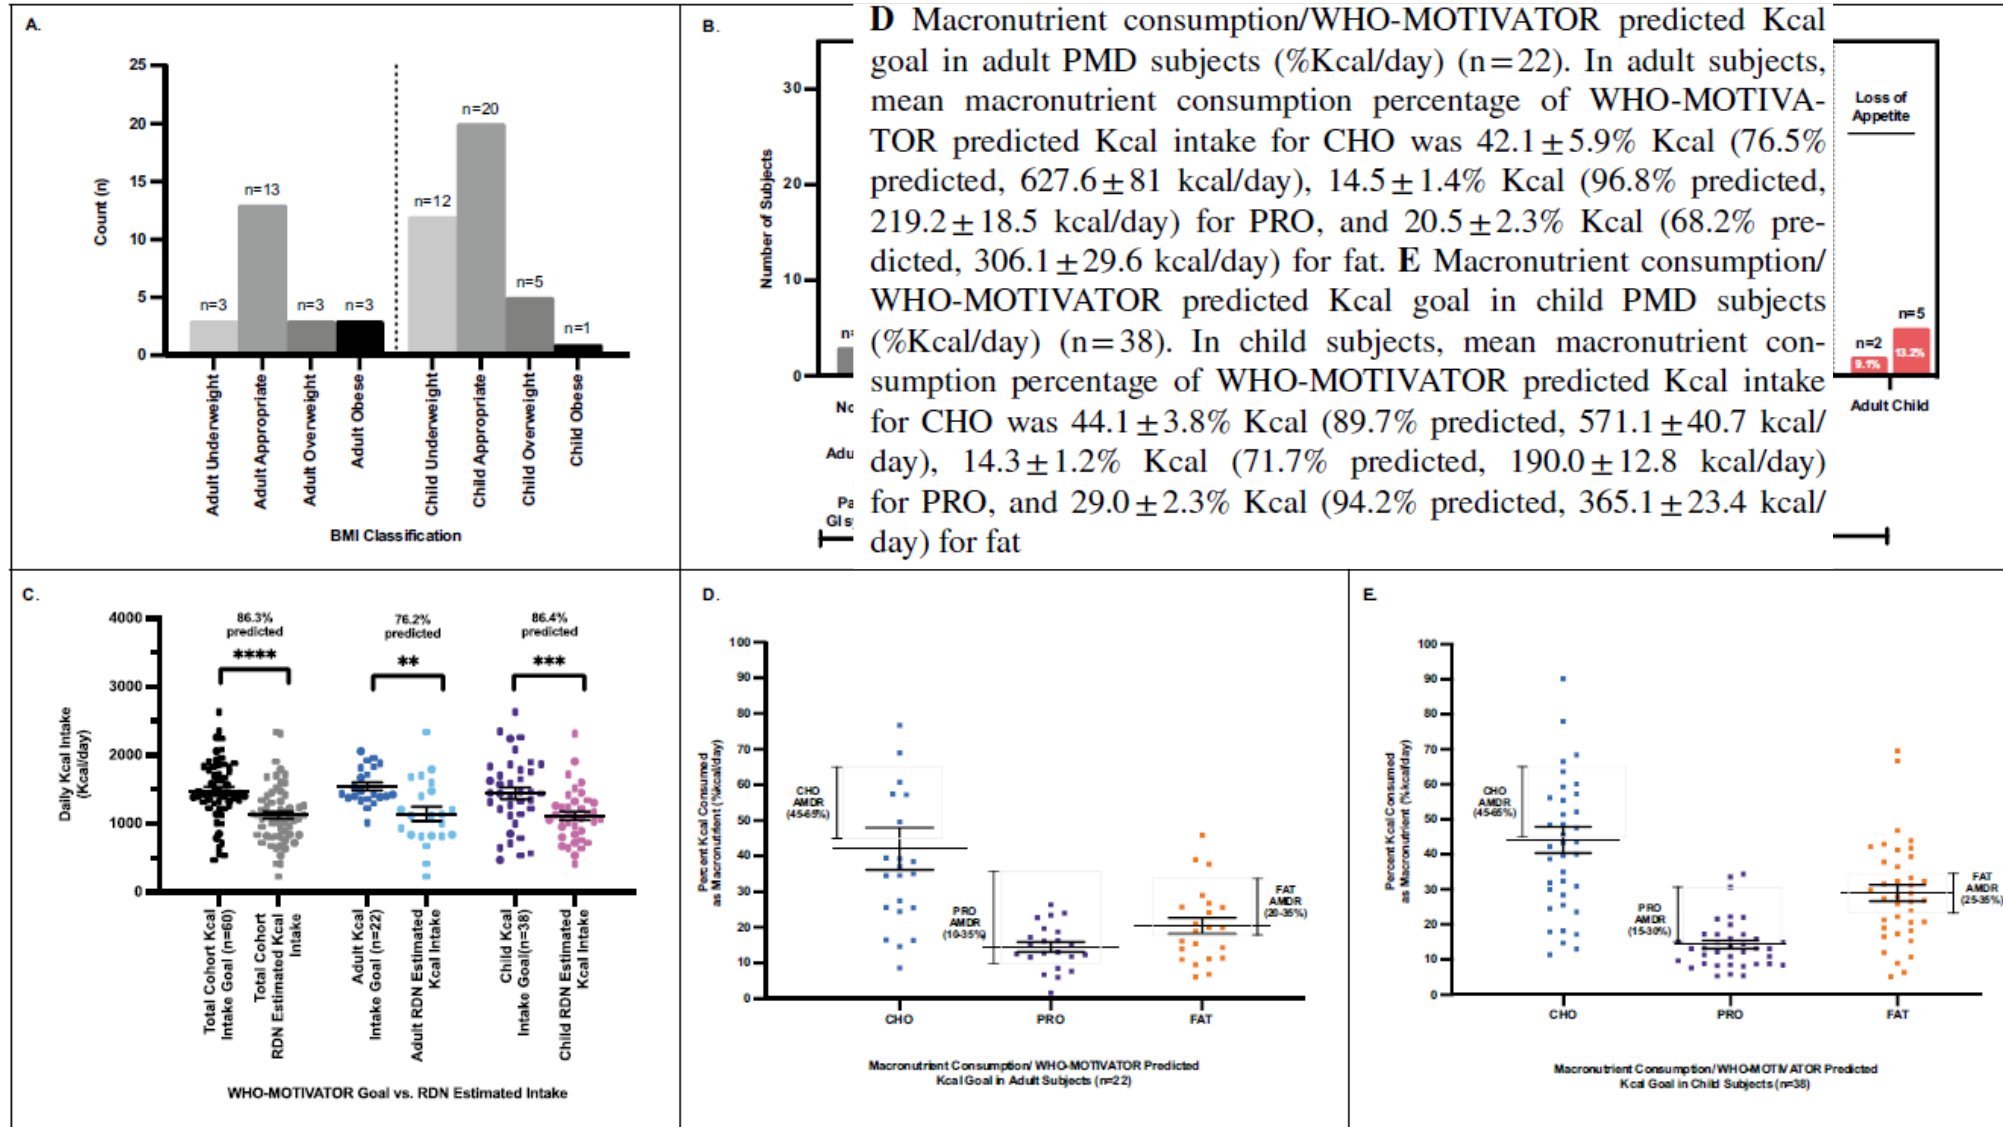 A.
25
20
15
10
5
0
Count (n)
n=3
n=13
n=3
n=3
n=12
n=20
n=5
n=1
Adult Underweight
Adult Appropriate
Adult Overweight
Adult Obese
Child Underweight
Child Appropriate
Child Overweight
Child Obese
BMI Classification
B.
30
20
10
0
Number of Subjects
D Macronutrient consumption/WHO-MOTIVATOR predicted Kcal
goal in adult PMD subjects (%Kcal/day) (n=22). In adult subjects,
mean macronutrient consumption percentage of WHO-MOTIVA-
TOR predicted Kcal intake for CHO was 42.1±5.9% Kcal (76.5%
predicted, 627.6±81 kcal/day), 14.5±1.4% Kcal (96.8% predicted,
219.2±18.5 kcal/day) for PRO, and 20.5±2.3% Kcal (68.2% pre-
dicted, 306.1±29.6 kcal/day) for fat. E Macronutrient consumption/
WHO-MOTIVATOR predicted Kcal goal in child PMD subjects
(%Kcal/day) (n=38). In child subjects, mean macronutrient con-
sumption percentage of WHO-MOTIVATOR predicted Kcal intake
for CHO was 44.1±3.8% Kcal (89.7% predicted, 571.1±40.7 kcal/
day), 14.3±1.2% Kcal (71.7% predicted, 190.0±12.8 kcal/day)
for PRO, and 29.0±2.3% Kcal (94.2% predicted, 365.1±23.4 kcal/
day) for fat
Loss of
Appetite
n=2
9.1%
n=5
13.2%
Adult Child
C.
4000
3000
2000
1000
0
Daily Kcal Intake
(Kcal/day)
86.3%
predicted
****
76.2%
predicted
**
86.4%
predicted
***
Total Cohort Kcal
Intake Goal (n=60)
Total Cohort
RDN Estimated Kcal
Intake
Adult Kcal
Intake Goal (n=22)
Adult RDN Estimated
Kcal Intake
Child Kcal
Intake Goal(n=38)
Child RDN Estimated
Kcal Intake
WHO-MOTIVATOR Goal vs. RDN Estimated Intake
D.
100
90
80
70
60
50
40
30
20
10
0
Percent Kcal Consumed
as Macronutrient (%kcal/day)
CHO
AMDR
(45-65%)
PRO
AMDR
(10-35%)
FAT
AMDR
(20-35%)
CHO
PRO
FAT
Macronutrient Consumption/ WHO-MOTIVATOR Predicted
Kcal Goal in Adult Subjects (n=22)
E.
100
90
80
70
60
50
40
30
20
10
0
Percent Kcal Consumed
as Macronutrient (%kcal/day)
CHO
AMDR
(45-65%)
PRO
AMDR
(15-30%)
FAT
AMDR
(25-35%)
CHO
PRO
FAT
Macronutrient Consumption/ WHO-MOTIVATOR Predicted
Kcal Goal in Child Subjects (n=38)